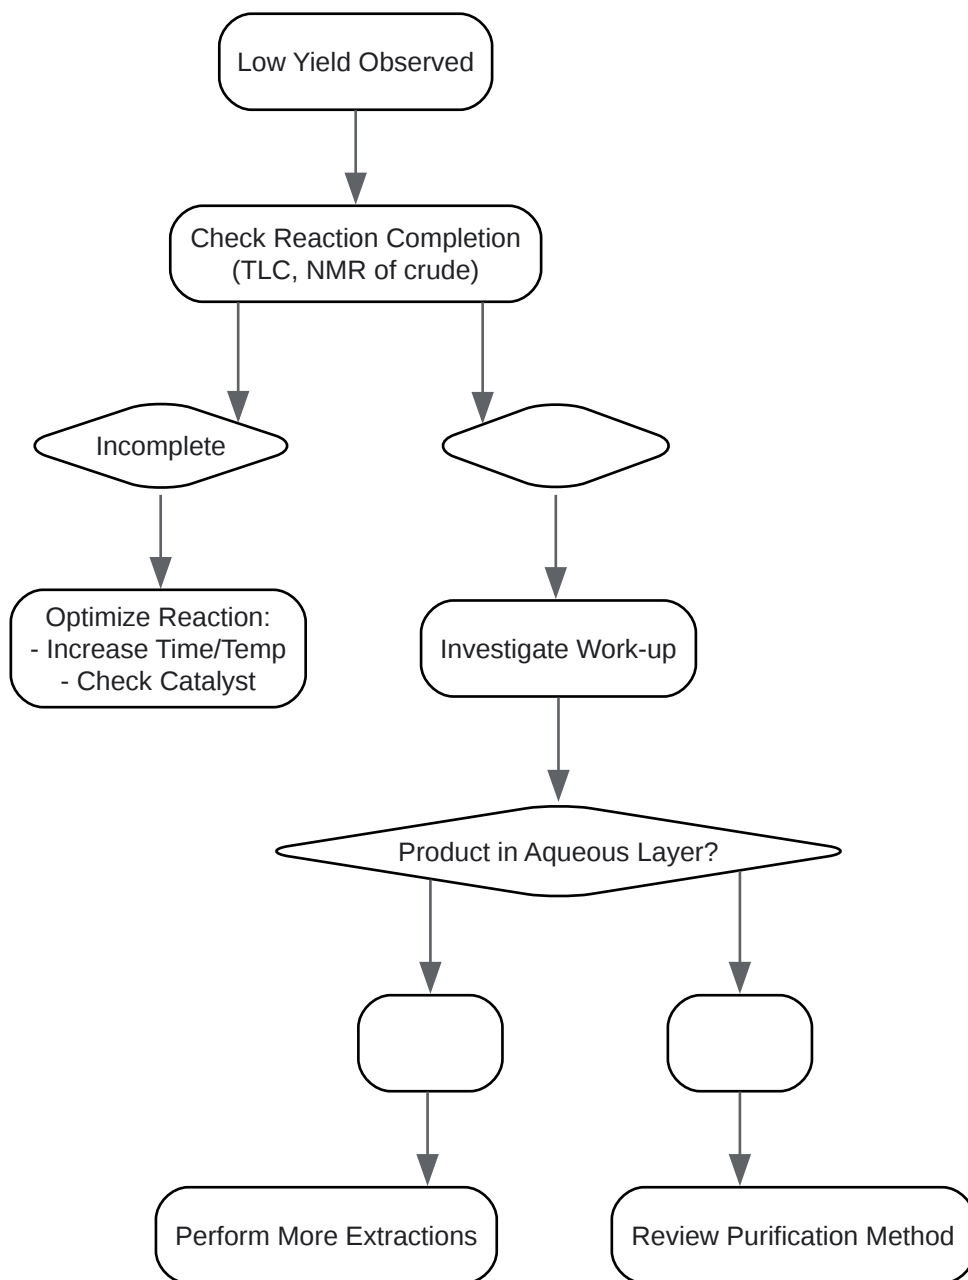 Low Yield Observed
Check Reaction Completion
(TLC, NMR of crude)
Incomplete
Optimize Reaction:
- Increase Time/Temp
- Check Catalyst
Investigate Work-up
Product in Aqueous Layer?
Perform More Extractions
Review Purification Method